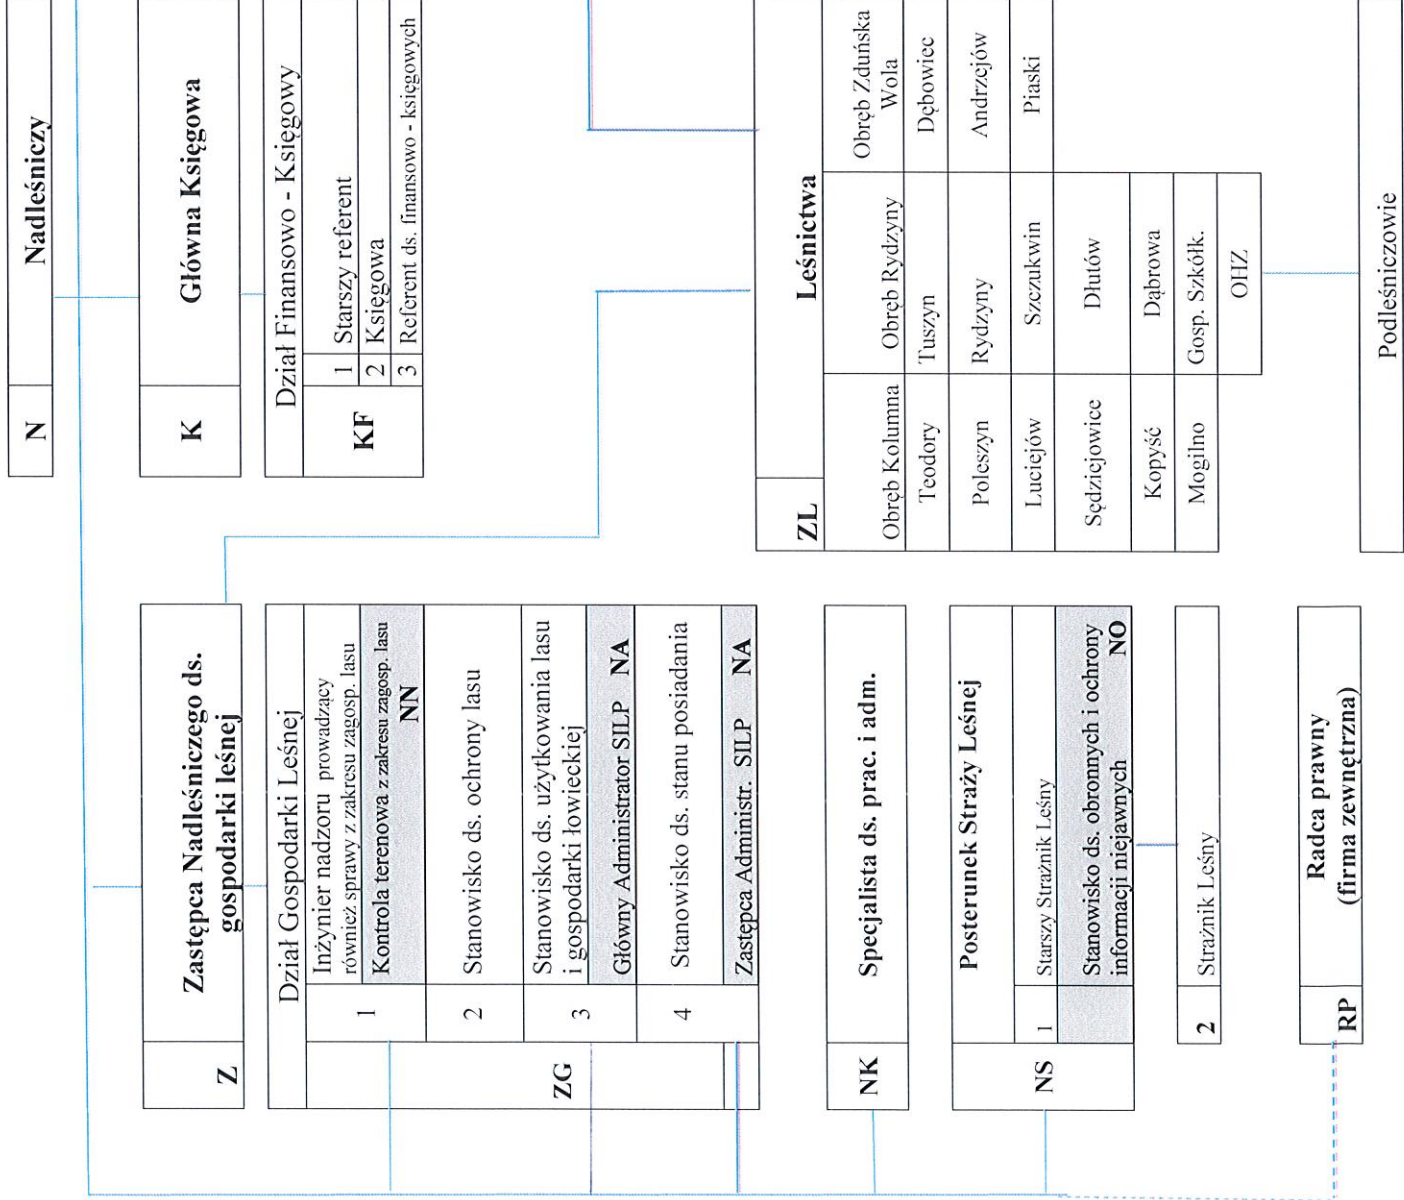 N
Nadleśniczy
K
Główna Księgowa
Dział Finansowo - Księgowy
KF
1
Starszy referent
2
Księgowa
3
Referent ds. finansowo - księgowych
Z
Zastępca Nadleśniczego ds.
gospodarki leśnej
Dział Gospodarki Leśnej
ZG
1
Inżynier nadzoru prowadzący
również sprawy z zakresu zagosp. lasu
Kontrola terenowa z zakresu zagosp. lasu
NN
2
Stanowisko ds. ochrony lasu
3
Stanowisko ds. użytkowania lasu
i gospodarki łowieckiej
Główny Administrator SILP NA
4
Stanowisko ds. stanu posiadania
Zastępca Administr. SILP NA
ZL
Leśnictwa
Obręb Kolumna
Obręb Rydzyny
Obręb Zduńska
Wola
Teodory
Tuszyn
Dębowiec
Poleszyn
Rydzyny
Andrzejów
Luciejów
Szczukwin
Piaski
Sędziejowice
Dłutów
Kopyść
Dąbrowa
Mogilno
Gosp. Szkółk.
OHZ
Podleśniczowie
NK
Specjalista ds. prac. i adm.
NS
Posterunek Straży Leśnej
1
Starszy Strażnik Leśny
Stanowisko ds. obronnych i ochrony
informacji niejawnych NO
2
Strażnik Leśny
RP
Radca prawny
(firma zewnętrzna)